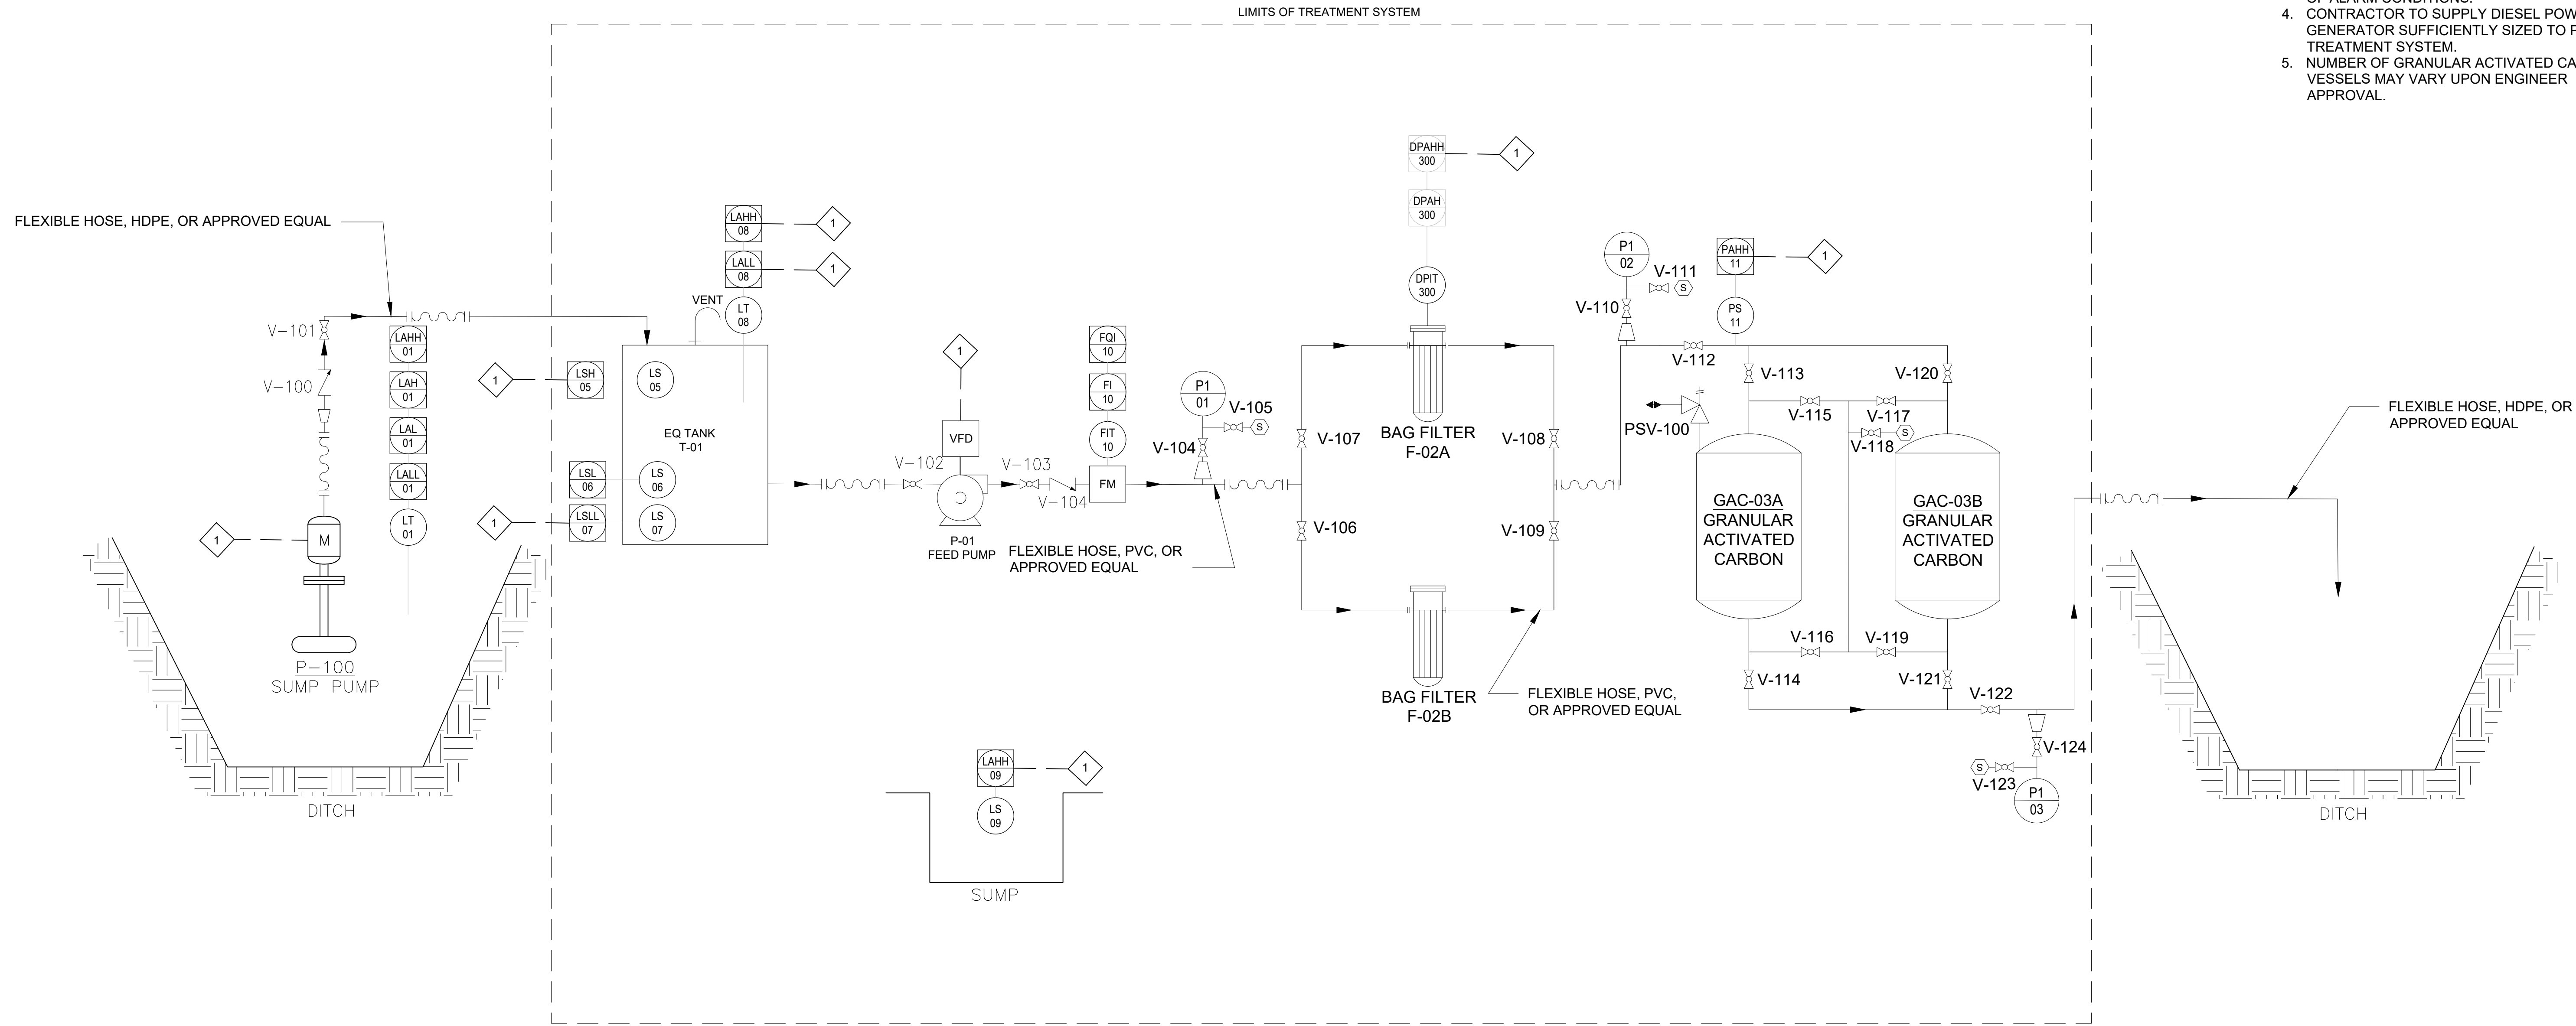 LIMITS OF TREATMENT SYSTEM
4. CONTRACTOR TO SUPPLY DIESEL
GENERATOR SUFFICIENTLY SIZED TO
TREATMENT SYSTEM.
5. NUMBER OF GRANULAR ACTIVATED
VESSELS MAY VARY UPON ENGINEER
APPROVAL.
FLEXIBLE HOSE, HDPE, OR APPROVED EQUAL
V-101
V-100
LAHH
01
LAH
01
LAL
01
LALL
01
LT
01
1
M
P-100
SUMP PUMP
DITCH
LAHH
08
1
LALL
08
1
VENT
LT
08
1
LSH
05
LS
05
EQ TANK
T-01
LSL
06
LS
06
1
LSLL
07
LS
07
1
VFD
V-102
V-103
V-104
P-01
FEED PUMP
FQI
10
FI
10
FIT
10
FM
P1
01
V-105
S
V-104
FLEXIBLE HOSE, PVC, OR
APPROVED EQUAL
LAHH
09
1
LS
09
SUMP
DPAHH
300
1
DPAH
300
DPIT
300
V-107
V-108
BAG FILTER
F-02A
V-106
V-109
BAG FILTER
F-02B
FLEXIBLE HOSE, PVC,
OR APPROVED EQUAL
P1
02
V-111
S
V-110
PAHH
11
1
PS
11
V-112
V-113
V-120
V-115
V-117
PSV-100
V-118
S
GAC-03A
GRANULAR
ACTIVATED
CARBON
GAC-03B
GRANULAR
ACTIVATED
CARBON
V-116
V-119
V-114
V-121
V-122
V-124
S
V-123
P1
03
FLEXIBLE HOSE, HDPE, OR
APPROVED EQUAL
DITCH